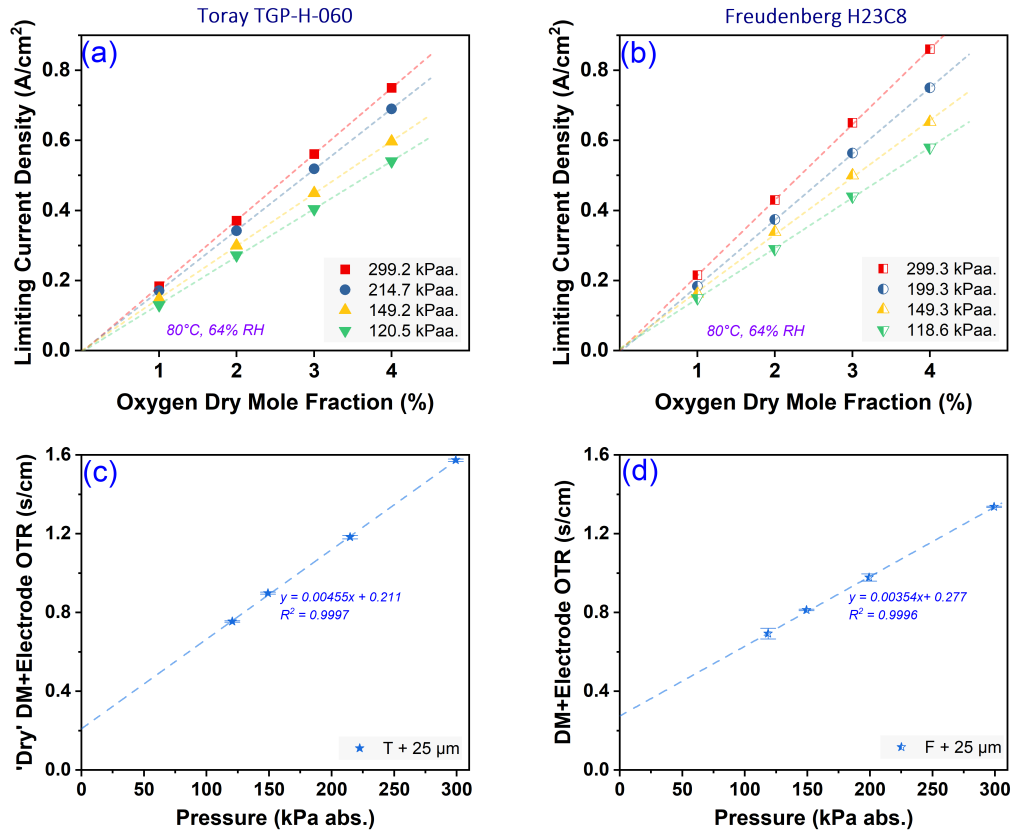 Toray TGP-H-060
(a)
Limiting Current Density (A/cm²)
0.8
0.6
0.4
0.2
0.0
299.2 kPaa.
214.7 kPaa.
149.2 kPaa.
120.5 kPaa.
80°C, 64% RH
1 2 3 4
Oxygen Dry Mole Fraction (%)
Freudenberg H23C8
(b)
Limiting Current Density (A/cm²)
0.8
0.6
0.4
0.2
0.0
299.3 kPaa.
199.3 kPaa.
149.3 kPaa.
118.6 kPaa.
80°C, 64% RH
1 2 3 4
Oxygen Dry Mole Fraction (%)
(c)
'Dry' DM+Electrode OTR (s/cm)
1.6
1.2
0.8
0.4
0.0
y = 0.00455x + 0.211
R² = 0.9997
T + 25 µm
0 50 100 150 200 250 300
Pressure (kPa abs.)
(d)
DM+Electrode OTR (s/cm)
1.6
1.2
0.8
0.4
0.0
y = 0.00354x+ 0.277
R² = 0.9996
F + 25 µm
0 50 100 150 200 250 300
Pressure (kPa abs.)